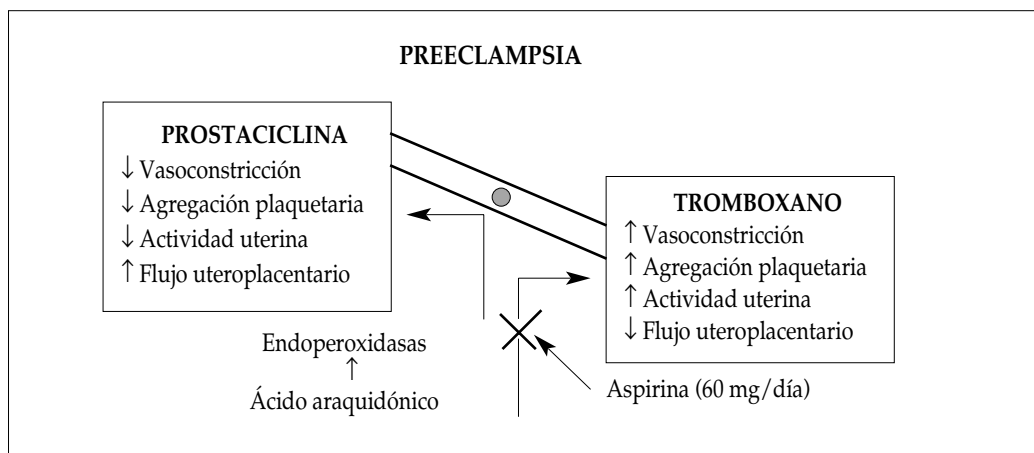 PREECLAMPSIA
PROSTACICLINA
↓ Vasoconstricción
↓ Agregación plaquetaria
↓ Actividad uterina
↑ Flujo uteroplacentario
TROMBOXANO
↑ Vasoconstricción
↑ Agregación plaquetaria
↑ Actividad uterina
↓ Flujo uteroplacentario
Endoperoxidasas
↑
Ácido araquidónico
Aspirina (60 mg/día)